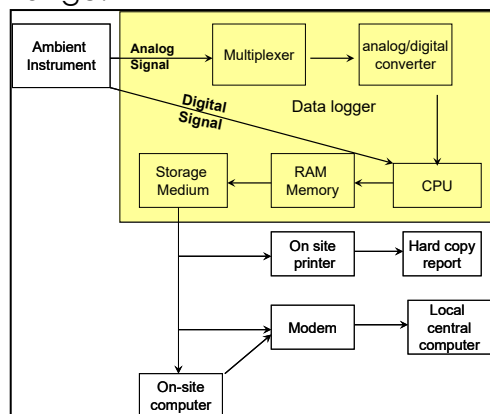 Ambient
Instrument
Analog
Signal
Multiplexer
analog/digital
converter
Digital
Signal
Data logger
Storage
Medium
RAM
Memory
CPU
On site
printer
Hard copy
report
Modem
Local
central
computer
On-site
computer